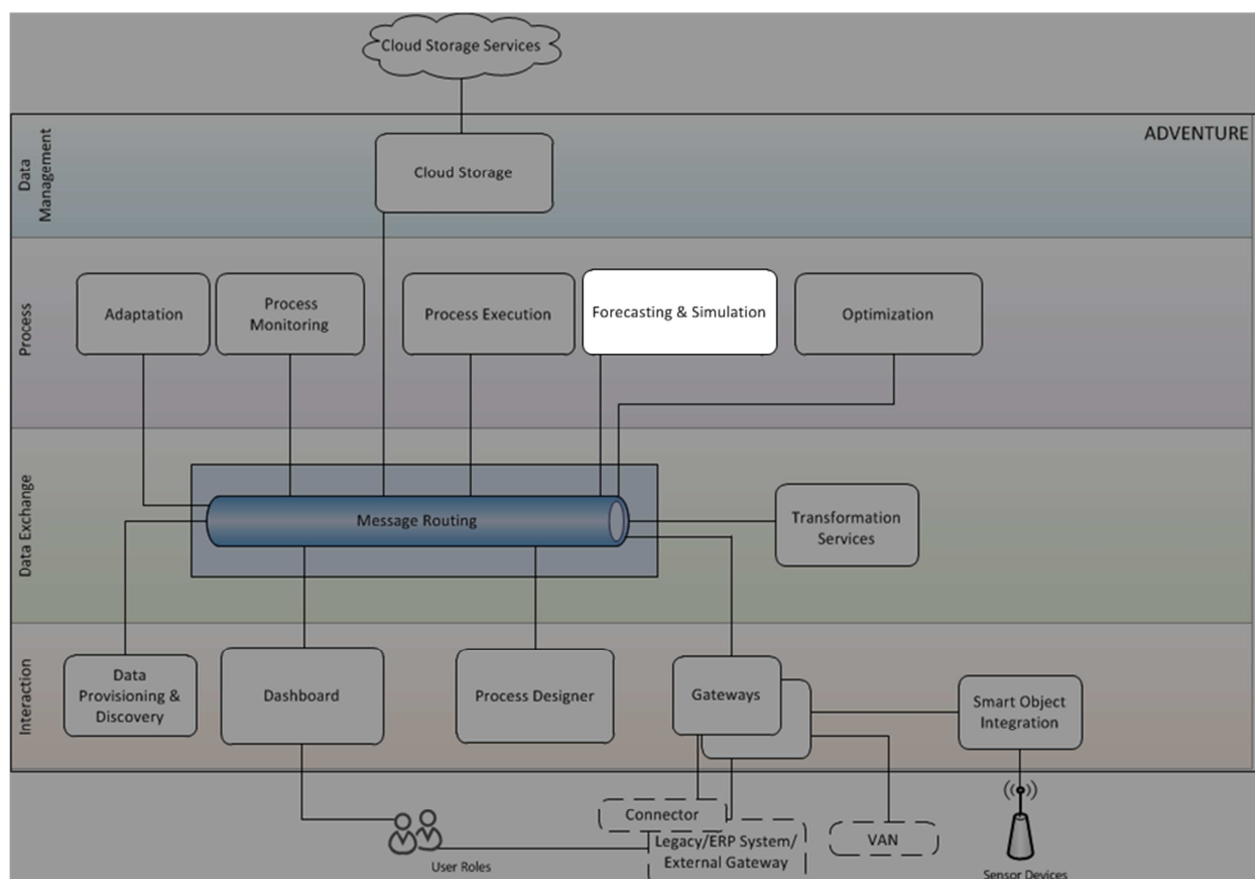 Cloud Storage Services
ADVENTURE
Data
Management
Cloud Storage
Process
Adaptation
Process
Monitoring
Process Execution
Forecasting & Simulation
Optimization
Data Exchange
Message Routing
Transformation
Services
Interaction
Data
Provisioning &
Discovery
Dashboard
Process Designer
Gateways
Smart Object
Integration
Connector
Legacy/ERP System/
External Gateway
VAN
User Roles
Sensor Devices